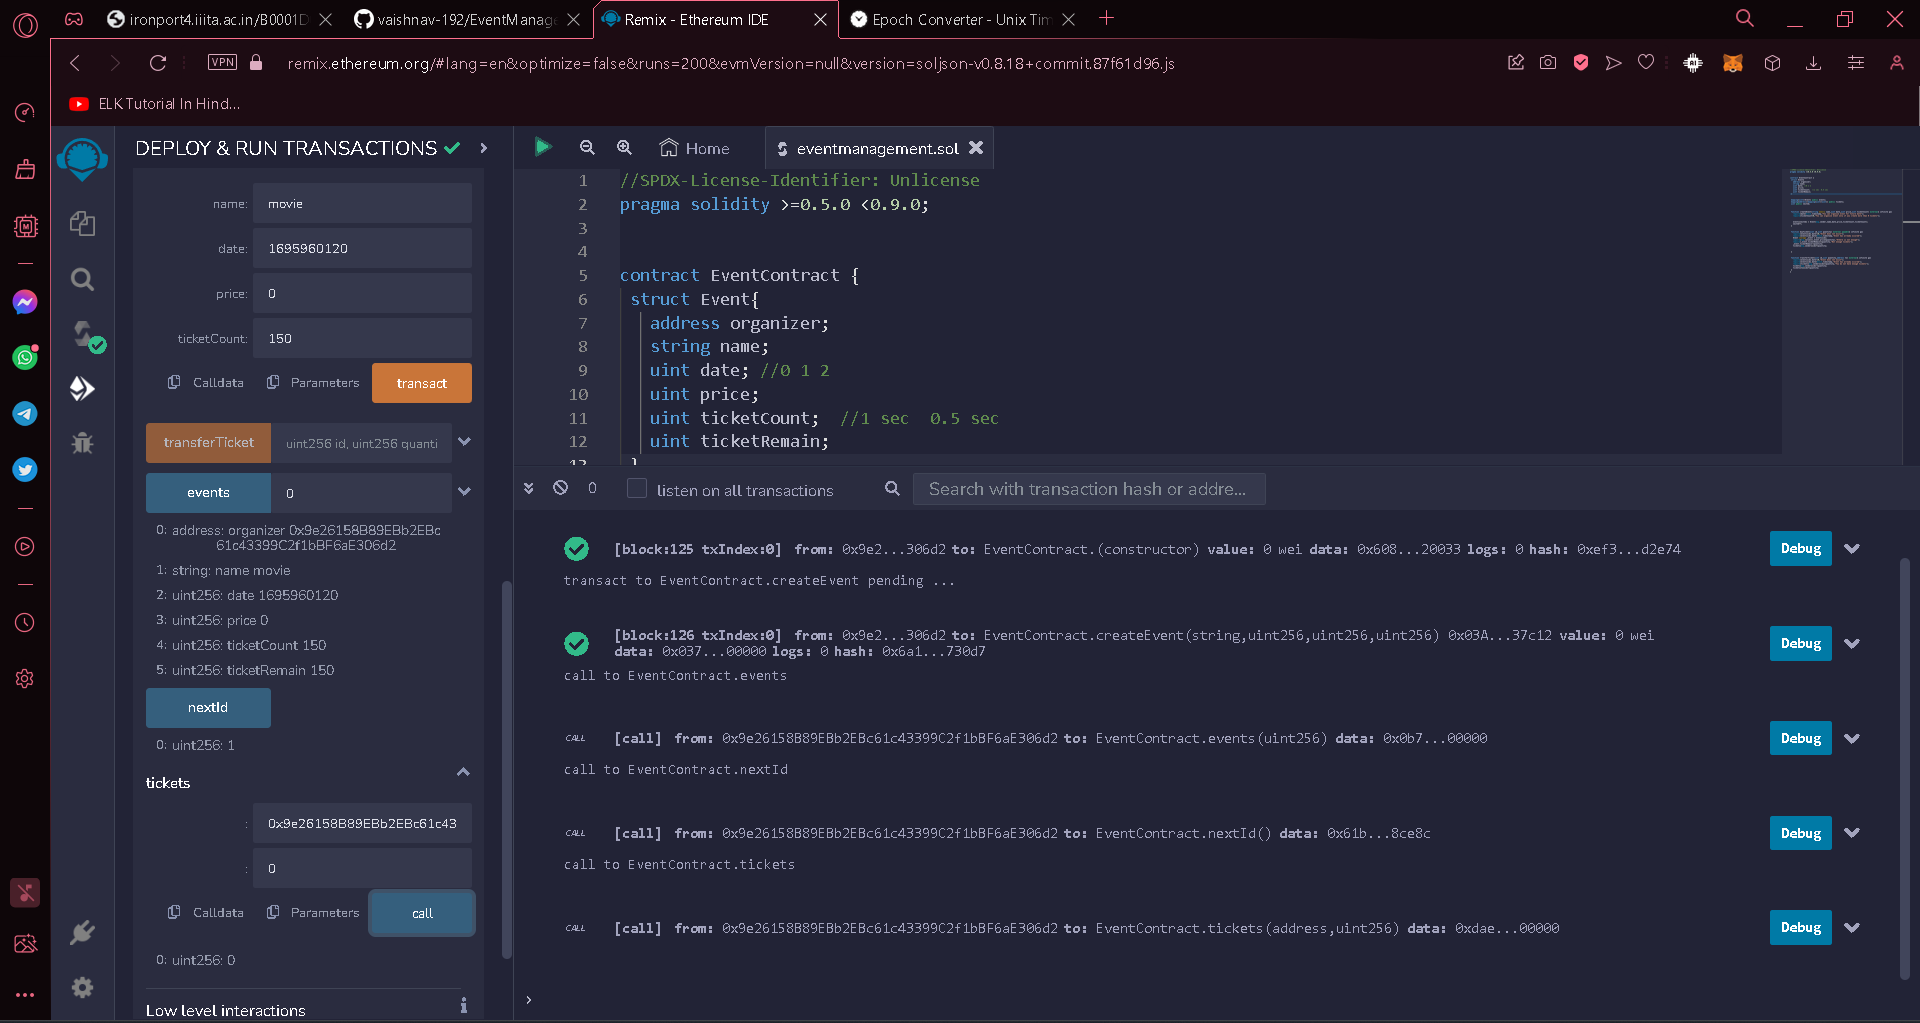 ironport4.iiita.ac.in/B0001D
vaishnav-192/EventManage
Remix - Ethereum IDE
Epoch Converter - Unix Tim
VPN
remix.ethereum.org/#lang=en&optimize=false&runs=200&evmVersion=null&version=soljson-v0.8.18+commit.87f61d96.js
ELK Tutorial In Hind...
DEPLOY & RUN TRANSACTIONS
name: movie
date: 1695960120
price: 0
ticketCount: 150
Calldata Parameters transact
transferTicket uint256 id, uint256 quanti
events 0
0: address: organizer 0x9e26158B89EBb2EBc
61c43399C2f1bBF6aE306d2
1: string: name movie
2: uint256: date 1695960120
3: uint256: price 0
4: uint256: ticketCount 150
5: uint256: ticketRemain 150
nextId
0: uint256: 1
tickets
: 0x9e26158B89EBb2EBc61c43
: 0
Calldata Parameters call
0: uint256: 0
Low level interactions
Home eventmanagement.sol
1 //SPDX-License-Identifier: Unlicense
2 pragma solidity >=0.5.0 <0.9.0;
3
4
5 contract EventContract {
6 struct Event{
7 address organizer;
8 string name;
9 uint date; //0 1 2
10 uint price;
11 uint ticketCount; //1 sec 0.5 sec
12 uint ticketRemain;
13 }
0 listen on all transactions Search with transaction hash or addre...
[block:125 txIndex:0] from: 0x9e2...306d2 to: EventContract.(constructor) value: 0 wei data: 0x608...20033 logs: 0 hash: 0xef3...d2e74 Debug
transact to EventContract.createEvent pending ...
[block:126 txIndex:0] from: 0x9e2...306d2 to: EventContract.createEvent(string,uint256,uint256,uint256) 0x03A...37c12 value: 0 wei
data: 0x037...00000 logs: 0 hash: 0x6a1...730d7 Debug
call to EventContract.events
CALL [call] from: 0x9e26158B89EBb2EBc61c43399C2f1bBF6aE306d2 to: EventContract.events(uint256) data: 0x0b7...00000 Debug
call to EventContract.nextId
CALL [call] from: 0x9e26158B89EBb2EBc61c43399C2f1bBF6aE306d2 to: EventContract.nextId() data: 0x61b...8ce8c Debug
call to EventContract.tickets
CALL [call] from: 0x9e26158B89EBb2EBc61c43399C2f1bBF6aE306d2 to: EventContract.tickets(address,uint256) data: 0xdae...00000 Debug
>